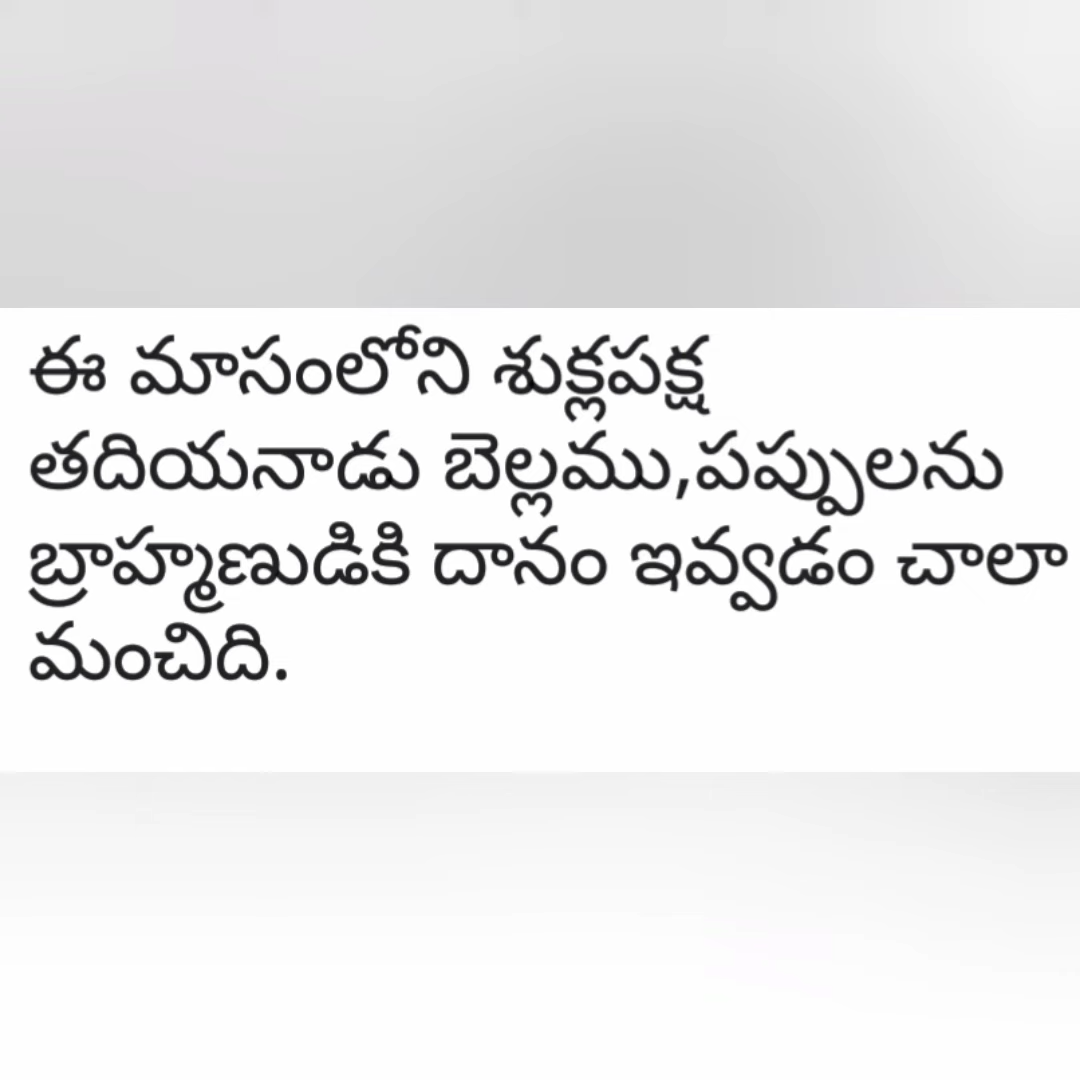 ఈ మాసంలోని శుక్లపక్ష
తదియనాడు బెల్లము,పప్పులను
బ్రాహ్మణుడికి దానం ఇవ్వడం చాలా
మంచిది.